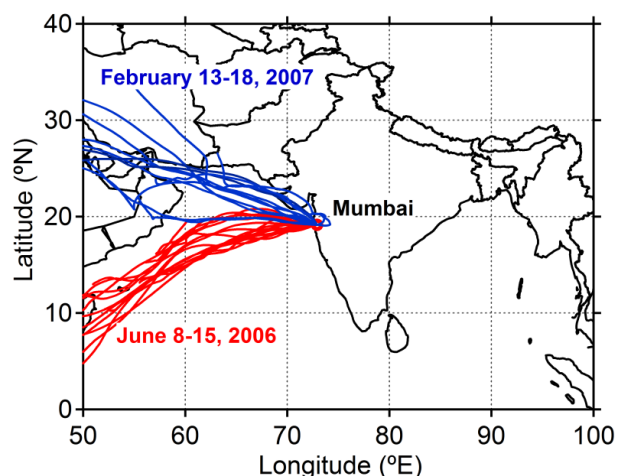 40
February 13-18, 2007
30
Latitude (ºN)
Mumbai
20
10
June 8-15, 2006
0
50 60 70 80 90 100
Longitude (ºE)